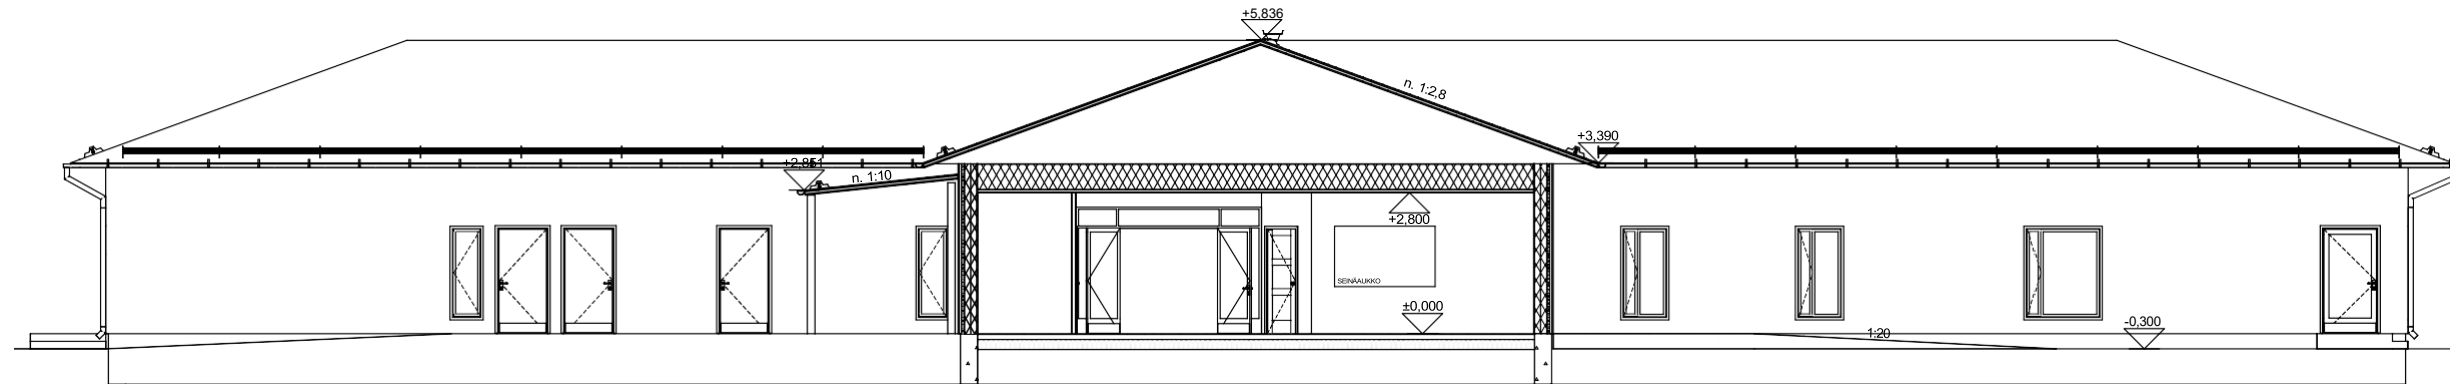 +5,836
n. 1:2,8
+3,390
+2,851
n. 1:10
+2,800
SEINÄAUKKO
±0,000
-0,300
1:20